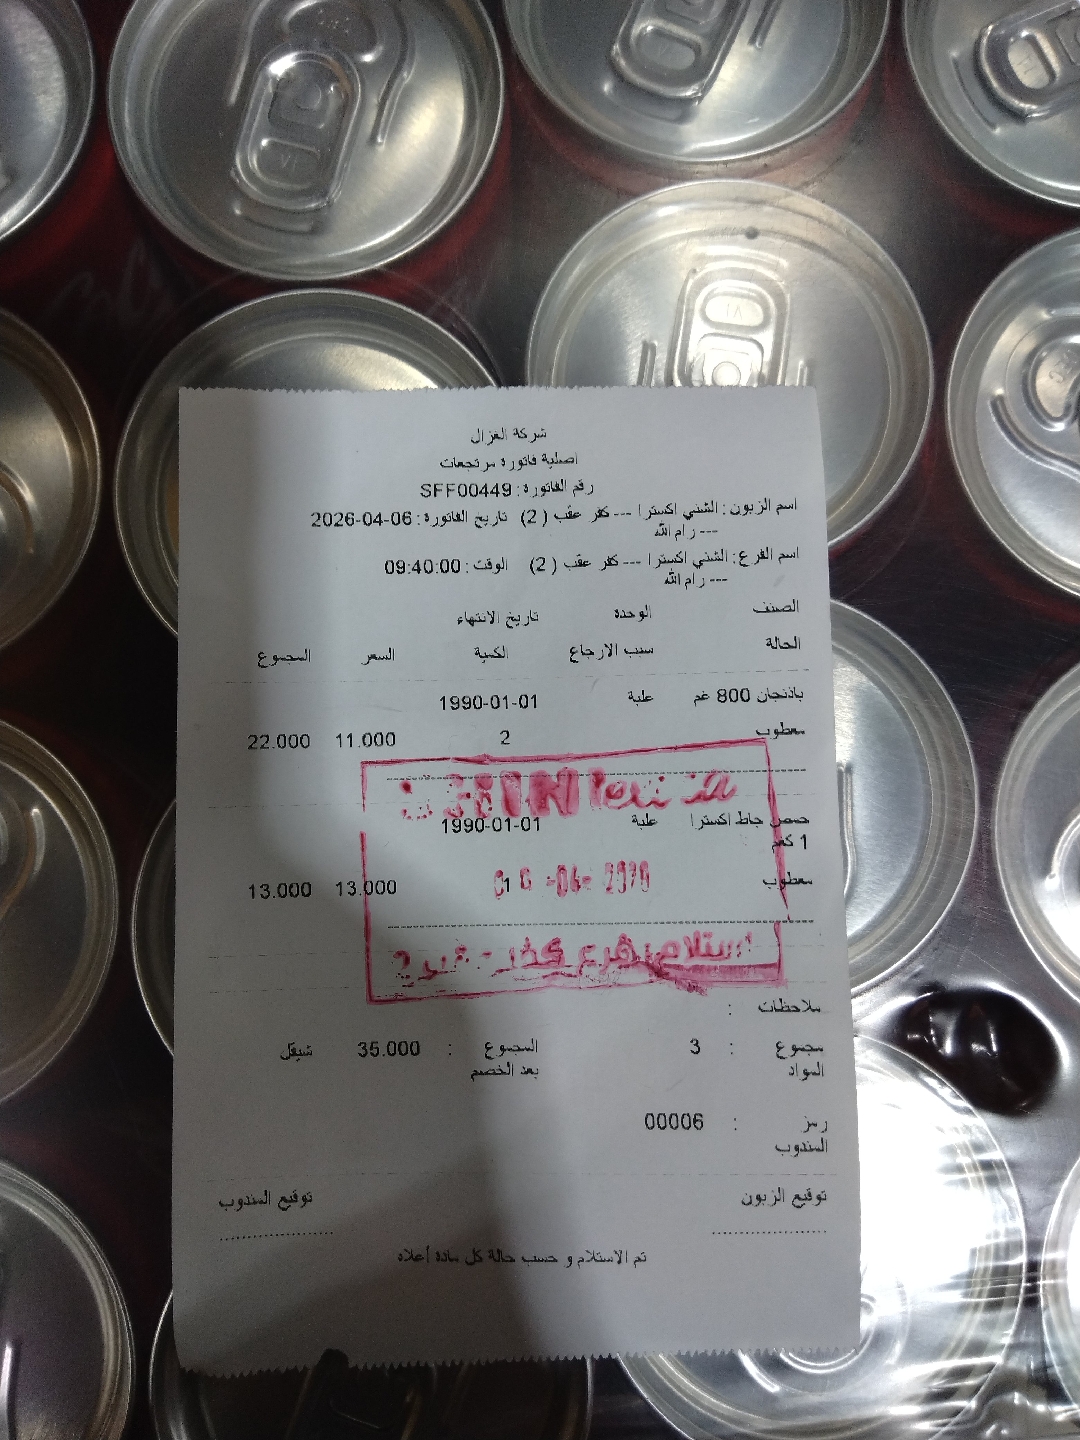 شركة الغزال
اصلية فاتورة مرتجعات
رقم الفاتورة : SFF00449
اسم الزبون : الشني اكسترا --- كفر عقب ( 2) تاريخ الفاتورة : 2026-04-06
--- رام الله
اسم الفرع : الشني اكسترا --- كفر عقب ( 2) الوقت : 09:40:00
--- رام الله
الصنف الوحدة تاريخ الانتهاء
الحالة سبب الارجاع الكمية السعر المجموع
باذنجان 800 غم علبة 1990-01-01
معطوب 2 11.000 22.000
حمص جاط اكسترا علبة 1990-01-01
1 كغم
معطوب 1 13.000 13.000
استلام فرع كفر
ملاحظات :
مجموع : 3 المجموع : 35.000 شيقل
المواد بعد الخصم
رمز : 00006
المندوب
توقيع الزبون توقيع المندوب
تم الاستلام و حسب حالة كل مادة أعلاه